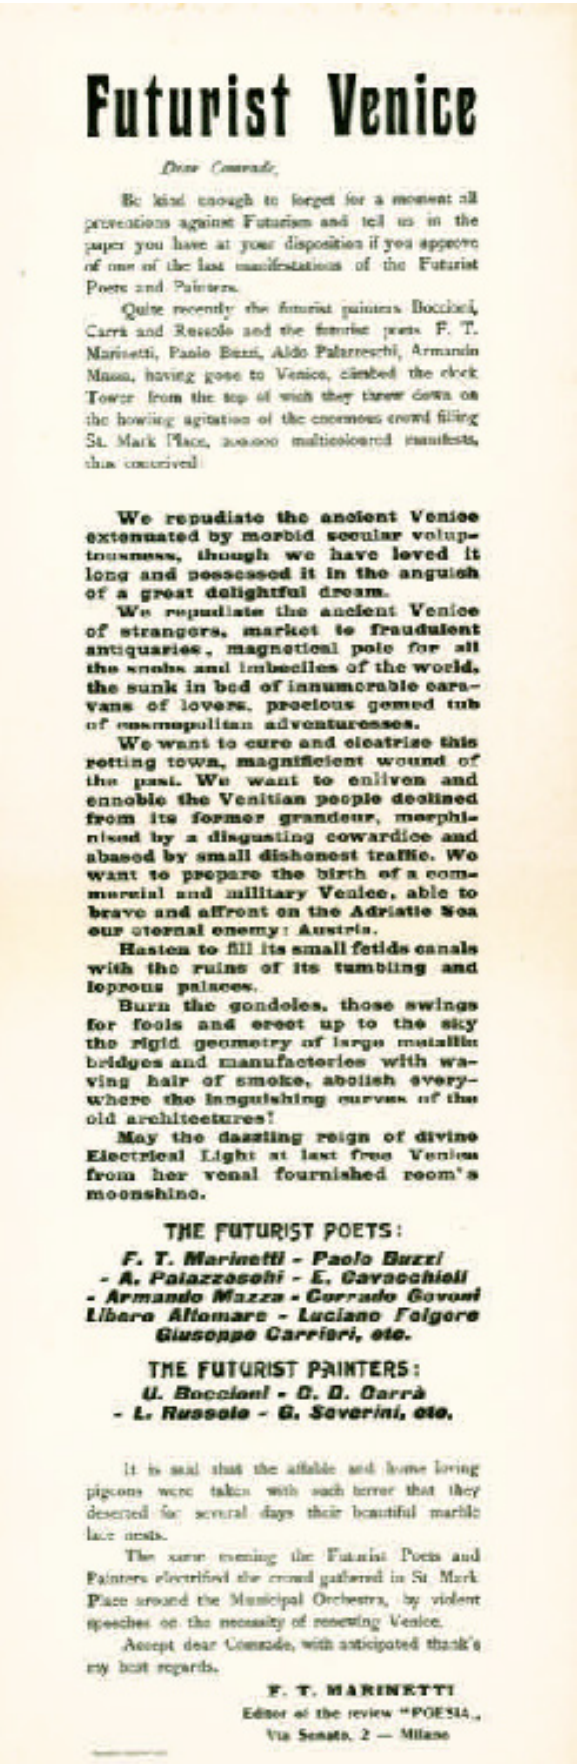 Futurist Venice
Dear Comrade,
Be kind enough to forget for a moment all
preventions against Futurism and tell us in the
paper you have at your disposition if you approve
of one of the last manifestations of the Futurist
Poets and Painters.
Quite recently the futurist painters Boccioni,
Carrà and Russolo and the futurist poets F. T.
Marinetti, Paolo Buzzi, Aldo Palazzeschi, Armando
Mazza, having gone to Venice, climbed the clock
Tower from the top of wich they threw down on
the howling agitation of the enormous crowd filling
St. Mark Place, multicoloured manifests,
thus conceived:
We repudiate the ancient Venice
extenuated by morbid secular volup-
tousness, though we have loved it
long and possessed it in the anguish
of a great delightful dream.
We repudiate the ancient Venice
of strangers, market to fraudulent
antiquaries, magnetical pole for all
the snobs and imbeciles of the world,
the sunk in bed of innumerable cara-
vans of lovers, precious gemed tub
of cosmopolitan adventuresses.
We want to cure and cicatrise this
rotting town, magnificient wound of
the past. We want to enliven and
ennoble the Venitian people declined
from its former grandeur, morphi-
nised by a disgusting cowardice and
abased by small dishonest traffic. We
want to prepare the birth of a com-
mercial and military Venice, able to
brave and affront on the Adriatic Sea
our eternal enemy: Austria.
Hasten to fill its small fetids canals
with the ruins of its tumbling and
leprous palaces.
Burn the gondoles, those swings
for fools and erect up to the sky
the rigid geometry of large metallic
bridges and manufactories with wa-
ving hair of smoke, abolish every-
where the languishing curves of the
old architectures!
May the dazzling reign of divine
Electrical Light at last free Venice
from her venal fournished room's
moonshine.
THE FUTURIST POETS:
F. T. Marinetti - Paolo Buzzi
- A. Palazzeschi - E. Cavacchioli
- Armando Mazza - Corrado Govoni
Libero Altomare - Luciano Folgore
Giuseppe Carrieri, etc.
THE FUTURIST PAINTERS:
U. Boccioni - C. D. Carrà
- L. Russolo - G. Severini, etc.
It is said that the affable and home loving
pigeons were taken with such terror that they
deserted for several days their beautiful marble
lace nests.
The same evening the Futurist Poets and
Painters electrified the crowd gathered in St. Mark
Place around the Municipal Orchestra, by violent
speeches on the necessity of renewing Venice.
Accept dear Comrade, with anticipated thank's
my best regards.
F. T. MARINETTI
Editor of the review "POESIA„
Via Senato, 2 — Milano